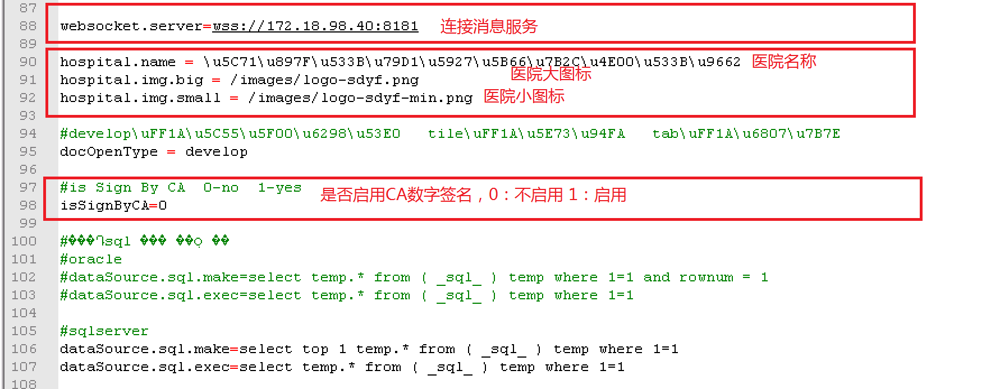 87
88 websocket.server=wss://172.18.98.40:8181 连接消息服务
89
90 hospital.name = \u5C71\u897F\u533B\u79D1\u5927\u5B66\u7B2C\u4E00\u533B\u9662 医院名称
91 hospital.img.big = /images/logo-sdyf.png 医院大图标
92 hospital.img.small = /images/logo-sdyf-min.png 医院小图标
93
94 #develop\uFF1A\u5C55\u5F00\u6298\u53E0 tile\uFF1A\u5E73\u94FA tab\uFF1A\u6807\u7B7E
95 docOpenType = develop
96
97 #is Sign By CA 0-no 1-yes 是否启用CA数字签名，0：不启用 1：启用
98 isSignByCA=0
99
100 #���sql ��� �� ��
101 #oracle
102 #dataSource.sql.make=select temp.* from ( _sql_ ) temp where 1=1 and rownum = 1
103 #dataSource.sql.exec=select temp.* from ( _sql_ ) temp where 1=1
104
105 #sqlserver
106 dataSource.sql.make=select top 1 temp.* from ( _sql_ ) temp where 1=1
107 dataSource.sql.exec=select temp.* from ( _sql_ ) temp where 1=1
108